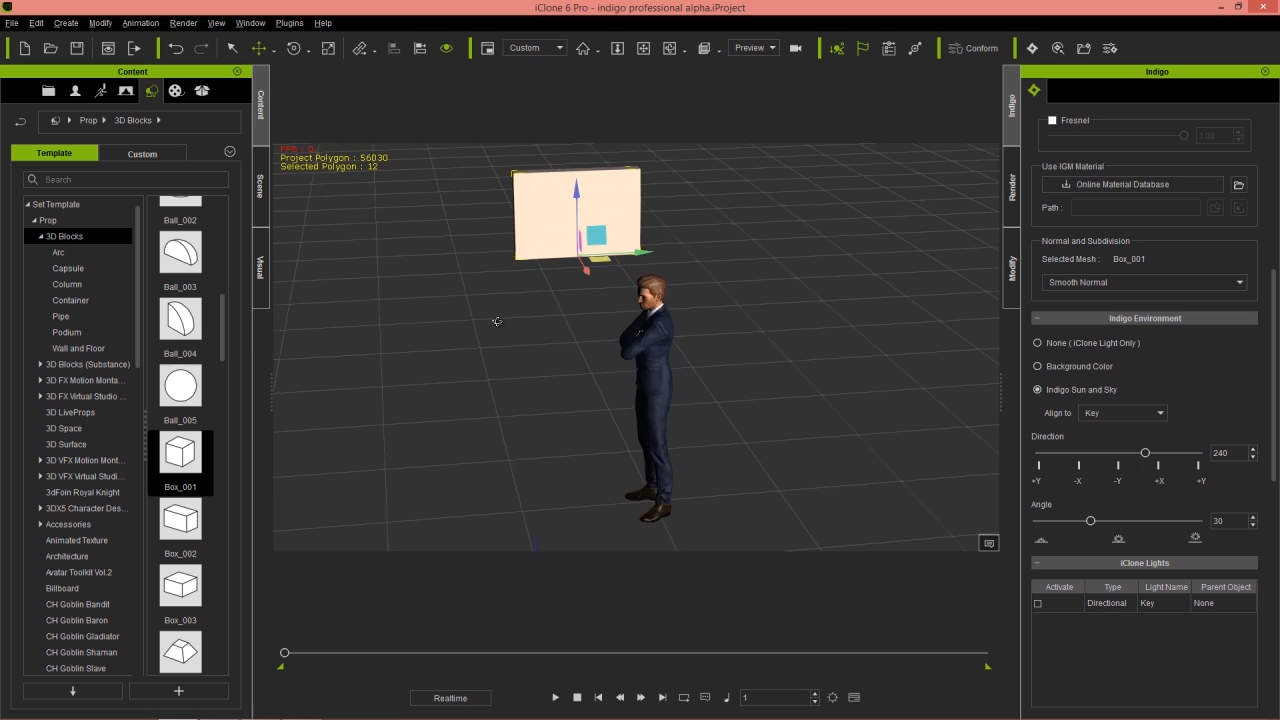 iClone 6 Pro - indigo professional alpha.iProject
File Edit Create Modify Animation Render View Window Plugins Help
Custom
Preview
Conform
Content
Prop 3D Blocks
Template Custom
Search
Set Template
Prop
3D Blocks
Arc
Capsule
Column
Container
Pipe
Podium
Wall and Floor
3D Blocks (Substance)
3D FX Motion Monta...
3D FX Virtual Studio ...
3D LiveProps
3D Space
3D Surface
3D VFX Motion Mont...
3D VFX Virtual Studi...
3dFoin Royal Knight
3DX5 Character Des...
Accessories
Animated Texture
Architecture
Avatar Toolkit Vol.2
Billboard
CH Goblin Bandit
CH Goblin Baron
CH Goblin Gladiator
CH Goblin Shaman
CH Goblin Slave
Ball_002
Ball_003
Ball_004
Ball_005
Box_001
Box_002
Box_003
Content
Scene
Visual
Project Polygon : 56030
Selected Polygon : 12
Realtime
1
Indigo
Render
Modify
Indigo
Fresnel
1.00
Use IGM Material
Online Material Database
Path :
Normal and Subdivision
Selected Mesh : Box_001
Smooth Normal
Indigo Environment
None ( iClone Light Only )
Background Color
Indigo Sun and Sky
Align to Key
Direction
240
+Y -X -Y +X +Y
Angle
30
iClone Lights
Activate Type Light Name Parent Object
Directional Key None